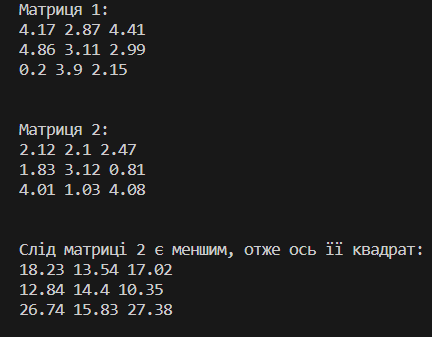 Матриця 1:
4.17 2.87 4.41
4.86 3.11 2.99
0.2 3.9 2.15
Матриця 2:
2.12 2.1 2.47
1.83 3.12 0.81
4.01 1.03 4.08
Слід матриці 2 є меншим, отже ось її квадрат:
18.23 13.54 17.02
12.84 14.4 10.35
26.74 15.83 27.38